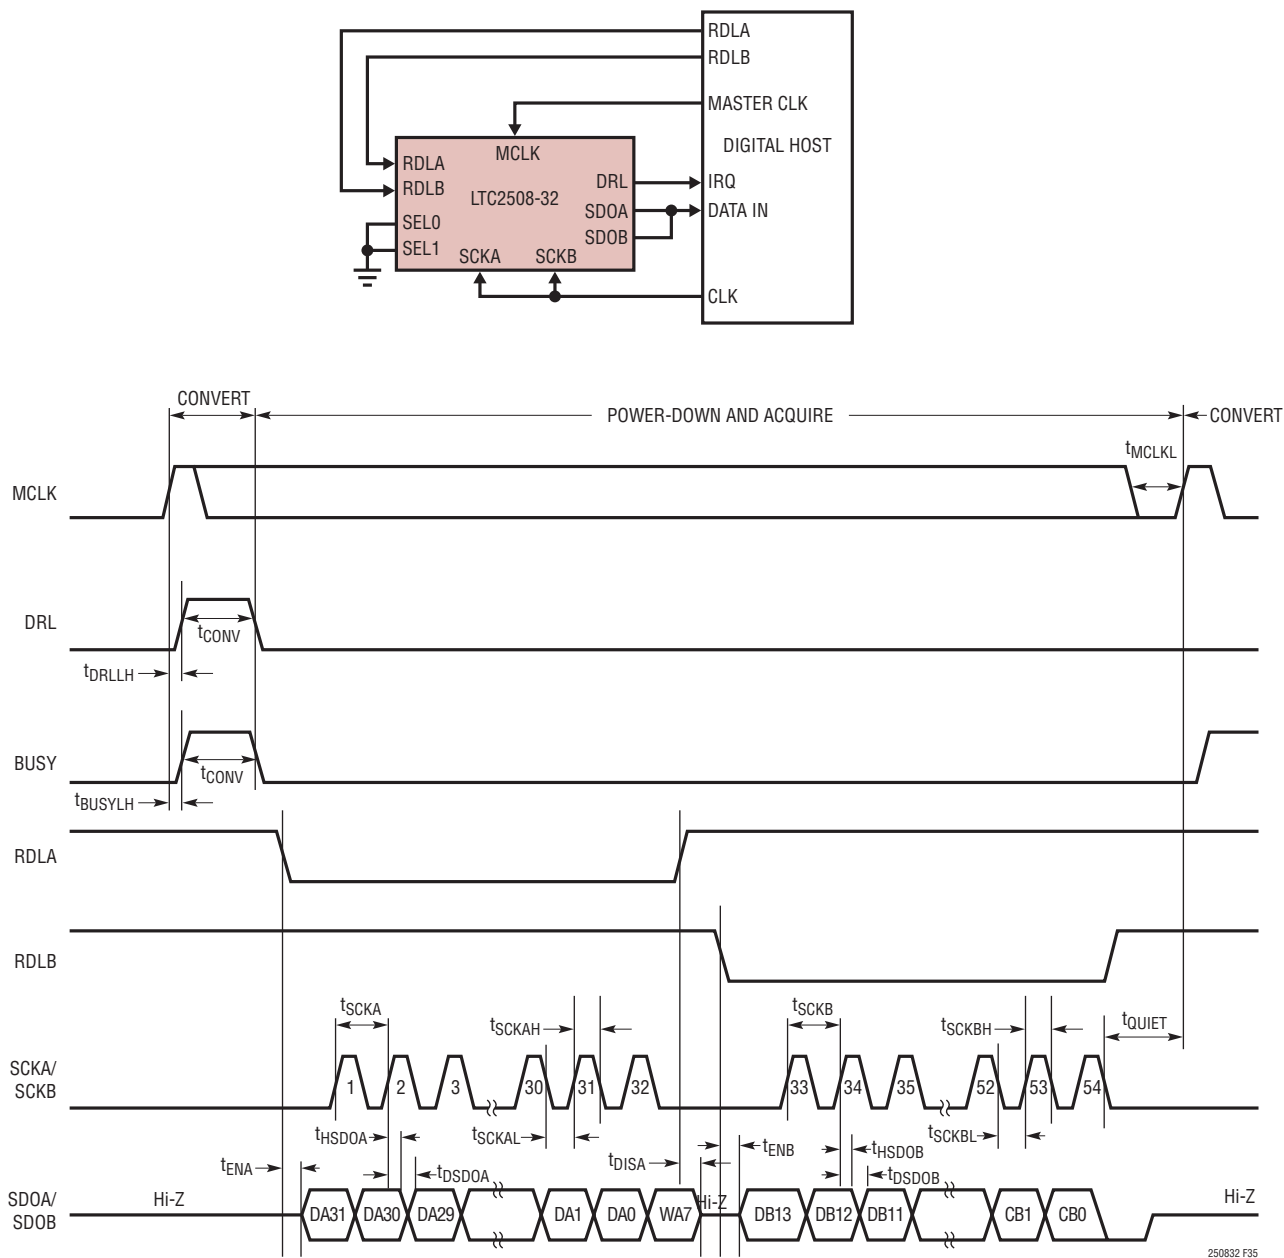 RDLA
RDLB
MASTER CLK
MCLK
DIGITAL HOST
RDLA
RDLB
LTC2508-32
DRL
IRQ
SDOA
DATA IN
SEL0
SDOB
SEL1
SCKA
SCKB
CLK
CONVERT
POWER-DOWN AND ACQUIRE
CONVERT
tMCLKL
MCLK
DRL
tCONV
tDRLLH
BUSY
tCONV
tBUSYLH
RDLA
RDLB
tSCKA
tSCKAH
tSCKB
tSCKBH
tQUIET
SCKA/
SCKB
1 2 3 30 31 32 33 34 35 52 53 54
tHSDOA
tSCKAL
tENB
tHSDOB
tSCKBL
tENA
tDSDOA
tDISA
tDSDOB
SDOA/
SDOB
Hi-Z
DA31 DA30 DA29 DA1 DA0 WA7
Hi-Z
DB13 DB12 DB11 CB1 CB0
Hi-Z
250832 F35